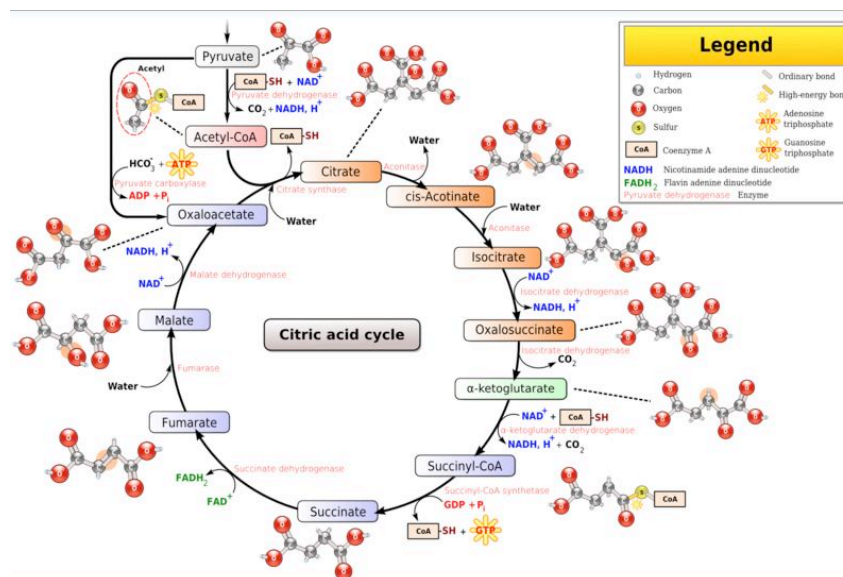 Pyruvate
Acetyl
CoA-SH + NAD+
Pyruvate dehydrogenase
CO2 + NADH, H+
S
CoA
Acetyl-CoA
CoA-SH
HCO3- + ATP
Pyruvate carboxylase
ADP + Pi
Citrate
Citrate synthase
Water
Oxaloacetate
Water
Aconitase
cis-Acotinate
Water
Aconitase
Isocitrate
NAD+
Isocitrate dehydrogenase
NADH, H+
Oxalosuccinate
Isocitrate dehydrogenase
CO2
α-ketoglutarate
NAD+ + CoA-SH
α-ketoglutarate dehydrogenase
NADH, H+ + CO2
Succinyl-CoA
Succinyl-CoA synthetase
GDP + Pi
CoA-SH + GTP
S
CoA
Succinate
Succinate dehydrogenase
FADH2
FAD+
Fumarate
Fumarase
Water
Malate
Malate dehydrogenase
NADH, H+
NAD+
Citric acid cycle
Legend
Hydrogen
Carbon
Oxygen
S
Sulfur
CoA
Coenzyme A
Ordinary bond
High-energy bon
ATP
Adenosine
triphosphate
GTP
Guanosine
triphosphate
NADH Nicotinamide adenine dinucleotide
FADH2 Flavin adenine dinucleotide
Pyruvate dehydrogenase Enzyme